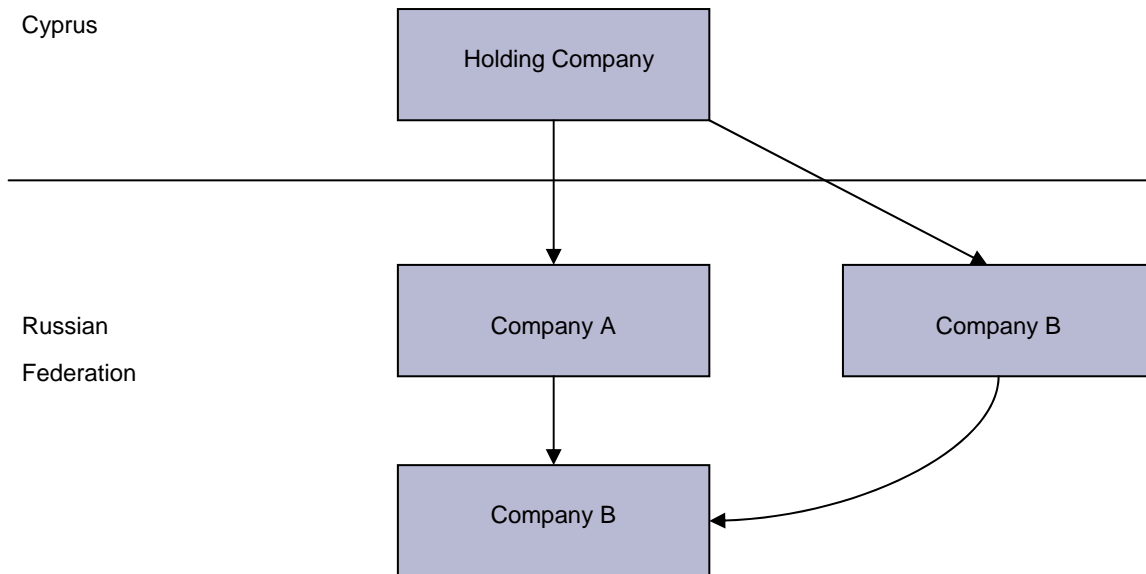 Cyprus
Holding Company
Russian
Federation
Company A
Company B
Company B